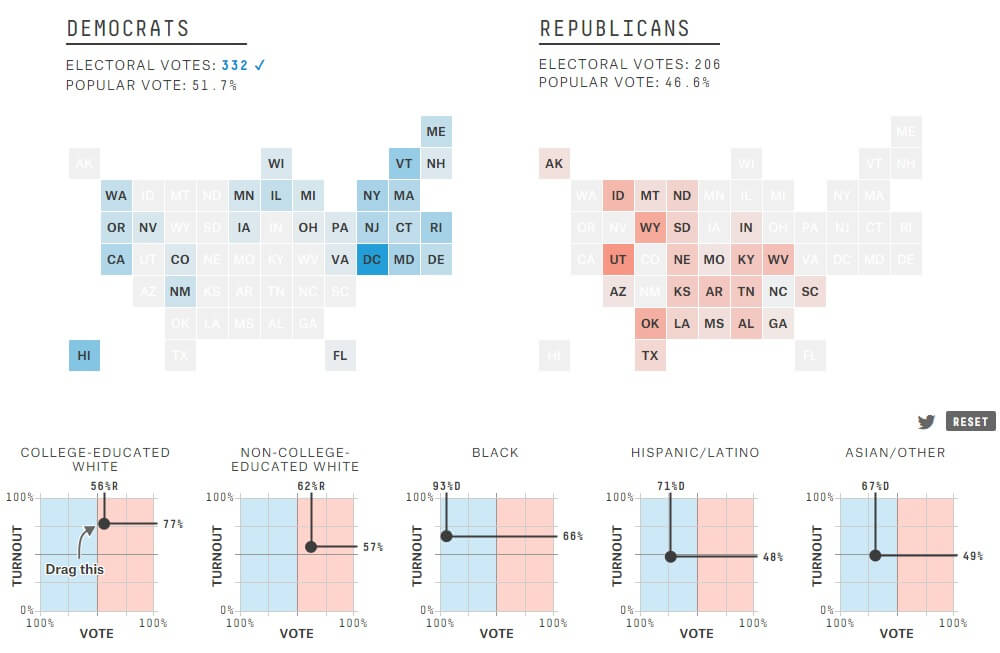 DEMOCRATS
ELECTORAL VOTES: 332 ✓
POPULAR VOTE: 51.7%
ME
AK WI VT NH
WA ID MT ND MN IL MI NY MA
OR NV WY SD IA IN OH PA NJ CT RI
CA UT CO NE MO KY WV VA DC MD DE
AZ NM KS AR TN NC SC
OK LA MS AL GA
HI TX FL
REPUBLICANS
ELECTORAL VOTES: 206
POPULAR VOTE: 46.6%
ME
AK WI VT NH
WA ID MT ND MN IL MI NY MA
OR NV WY SD IA IN OH PA NJ CT RI
CA UT CO NE MO KY WV VA DC MD DE
AZ NM KS AR TN NC SC
OK LA MS AL GA
HI TX FL
RESET
COLLEGE-EDUCATED
WHITE
56%R
100%
77%
TURNOUT
Drag this
0%
100% 100%
VOTE
NON-COLLEGE-
EDUCATED WHITE
62%R
100%
57%
TURNOUT
0%
100% 100%
VOTE
BLACK
93%D
100%
66%
TURNOUT
0%
100% 100%
VOTE
HISPANIC/LATINO
71%D
100%
48%
TURNOUT
0%
100% 100%
VOTE
ASIAN/OTHER
67%D
100%
49%
TURNOUT
0%
100% 100%
VOTE